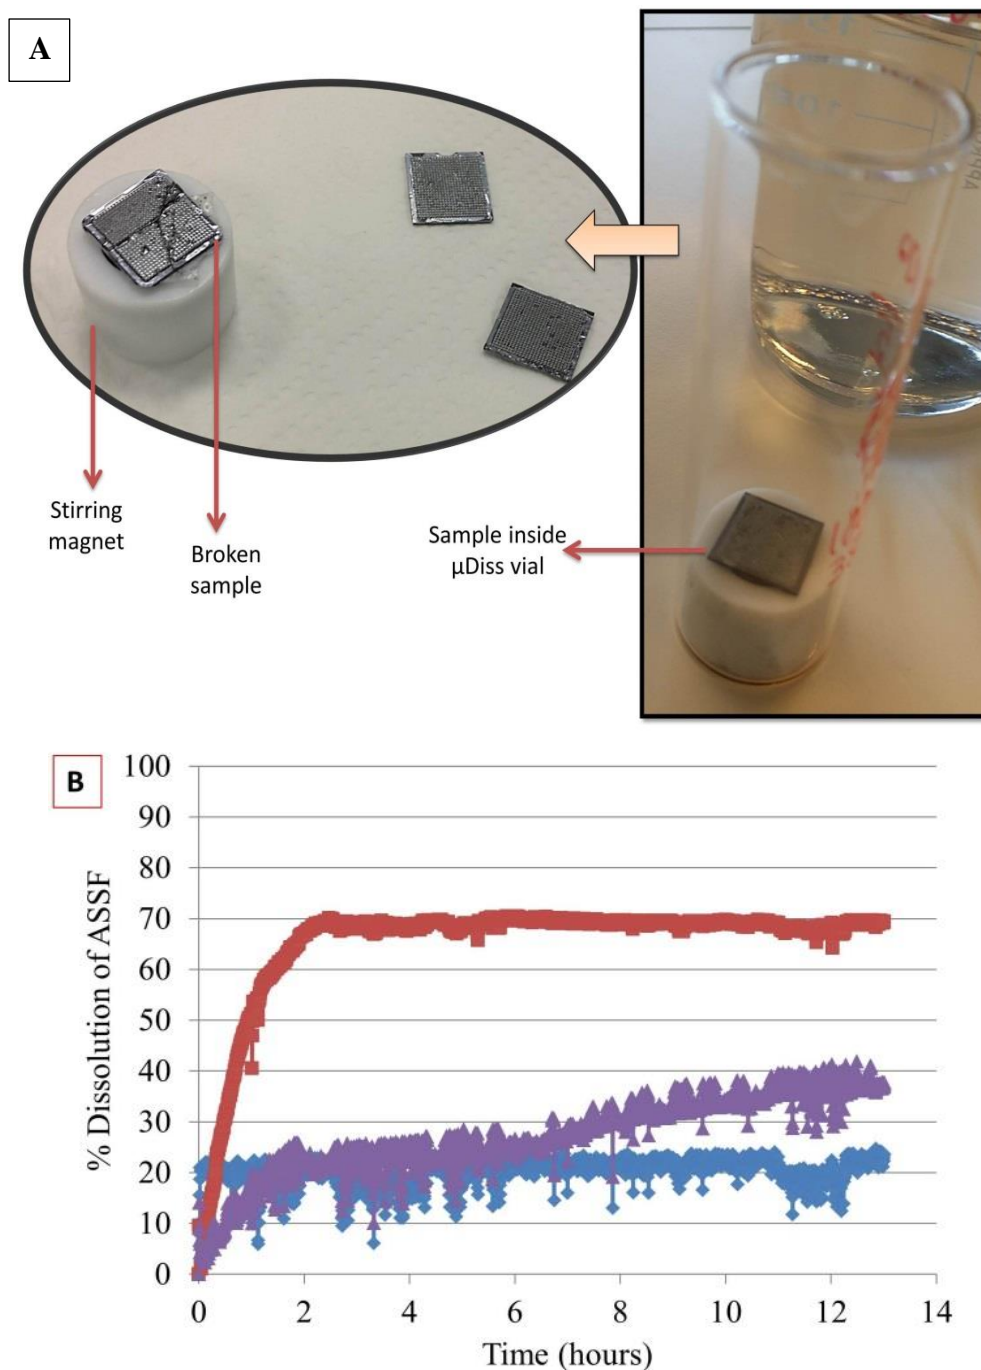 A
Stirring
magnet
Broken
sample
Sample inside
µDiss vial
B
% Dissolution of ASSF
100
90
80
70
60
50
40
30
20
10
0
0 2 4 6 8 10 12 14
Time (hours)